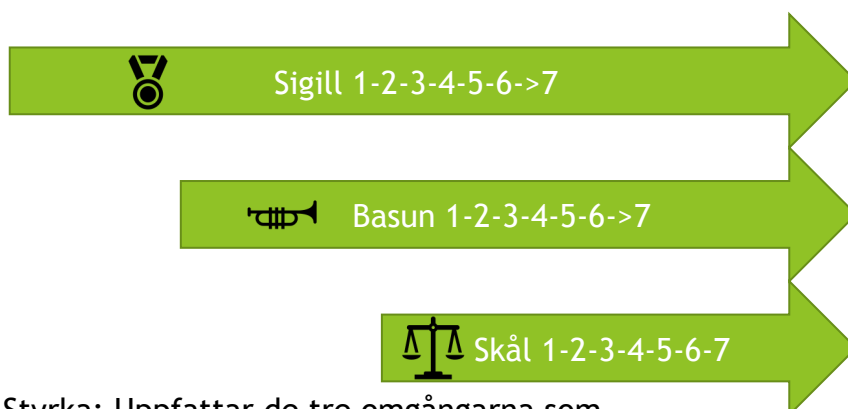 Sigill 1-2-3-4-5-6->7
Basun 1-2-3-4-5-6->7
Skål 1-2-3-4-5-6-7
Styrka: Uppfattar de tre omgångarna som